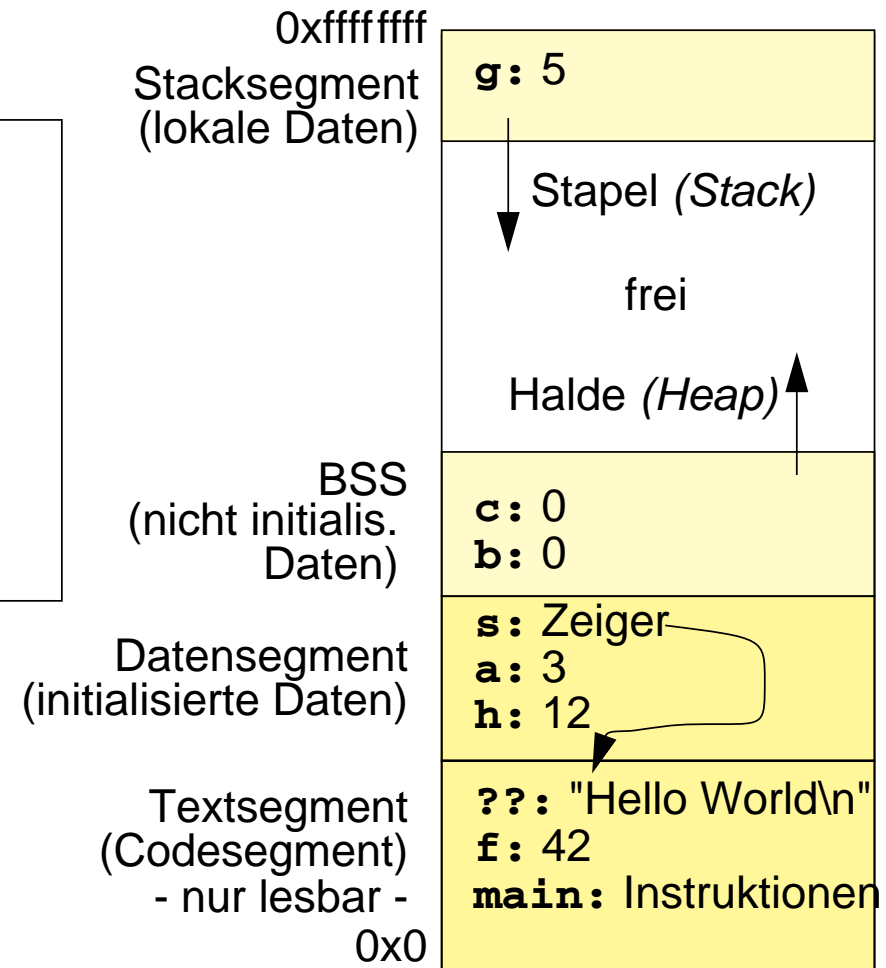 0xffffffff
Stacksegment
(lokale Daten)
g: 5
Stapel (Stack)
frei
Halde (Heap)
BSS
(nicht initialis.
Daten)
c: 0
b: 0
Datensegment
(initialisierte Daten)
s: Zeiger
a: 3
h: 12
Textsegment
(Codesegment)
- nur lesbar -
0x0
??: "Hello World\n"
f: 42
main: Instruktionen